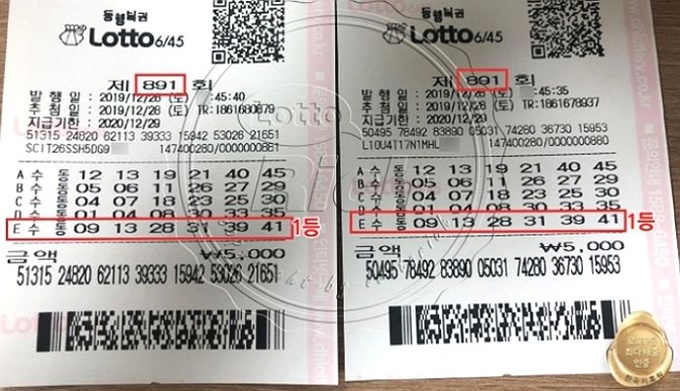 동행복권
Lotto 6/45
제 891 회
발 행 일 : 2019/12/28 (토) :45:40
추 첨 일 : 2019/12/28 (토) TR:1861680879
지급기한 : 2020/12/29
51315 24820 62113 39333 15942 53026 21651
SC1T26SSH5DG9 147400280/0000000881
A 수 동 12 13 19 21 40 45
B 수 동 05 06 11 26 27 29
C 수 동 04 07 18 23 25 30
D 수 동 01 04 08 30 33 35
E 수 동 09 13 28 31 39 41 1등
금액 ₩5,000
51315 24820 62113 39333 15942 53026 21651
동행복권
Lotto 6/45
제 891 회
발 행 일 : 2019/12/28 (토) :45:35
추 첨 일 : 2019/12/28 (토) TR:1861678937
지급기한 : 2020/12/29
50495 78492 83890 05031 74280 36730 15953
L10U4T17N1MHL 147400280/0000000881
A 수 동 12 13 19 21 40 45
B 수 동 05 06 11 26 27 29
C 수 동 04 07 18 23 25 30
D 수 동 01 04 08 30 33 35
E 수 동 09 13 28 31 39 41 1등
금액 ₩5,000
50495 78492 83890 05031 74280 36730 15953